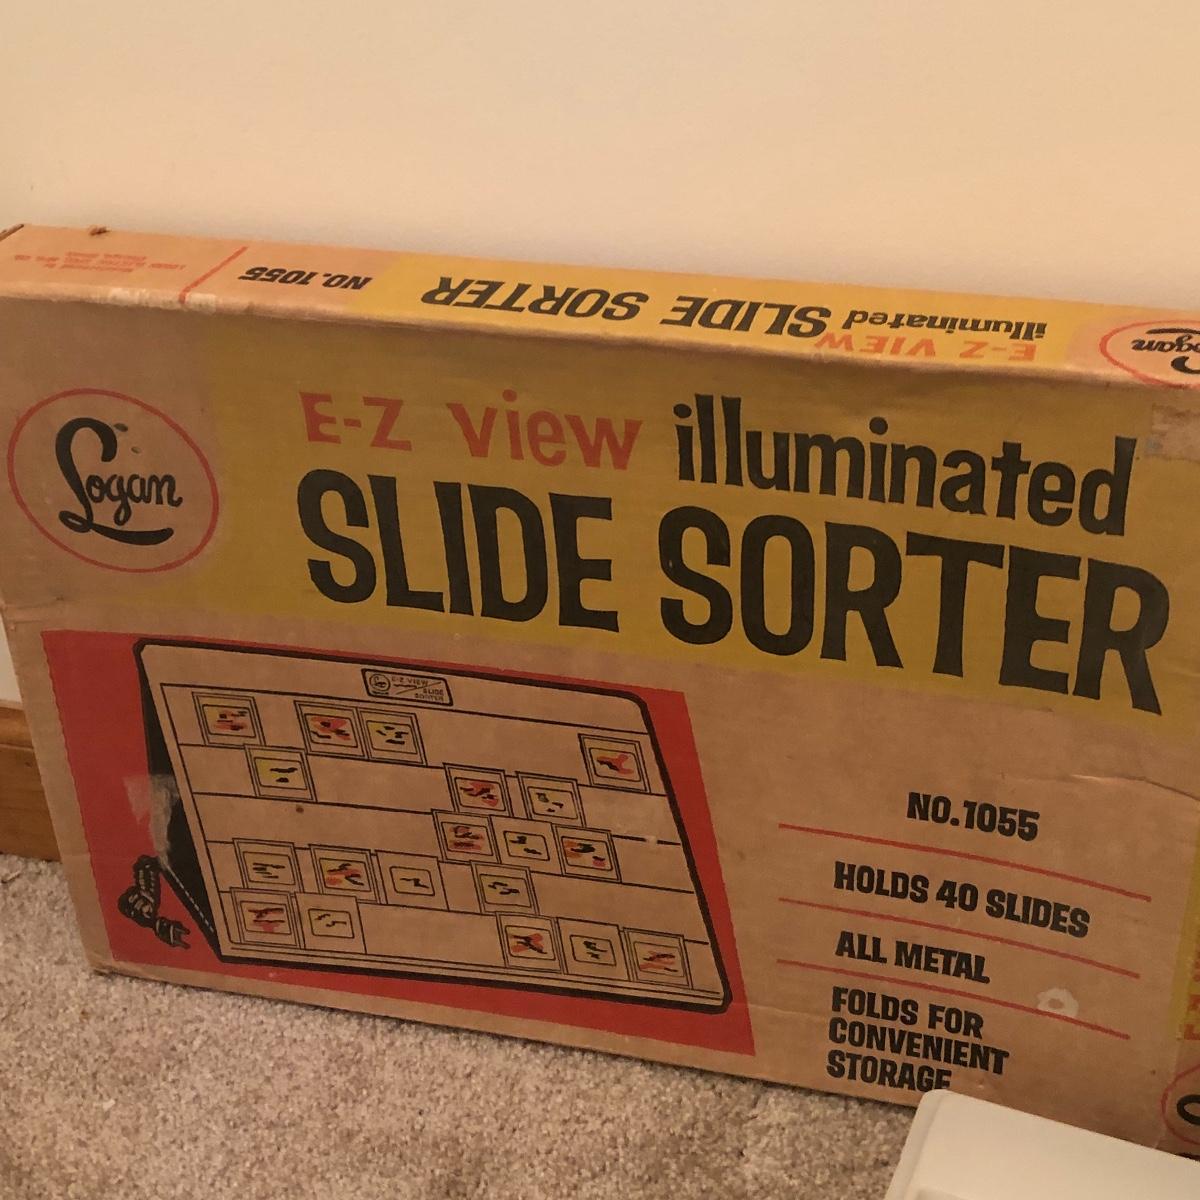 NO. 1055
E-Z VIEW
illuminated SLIDE SORTER
Logan
Logan
E-Z view illuminated
SLIDE SORTER
E-Z VIEW
SLIDE
SORTER
NO. 1055
HOLDS 40 SLIDES
ALL METAL
FOLDS FOR
CONVENIENT
STORAGE